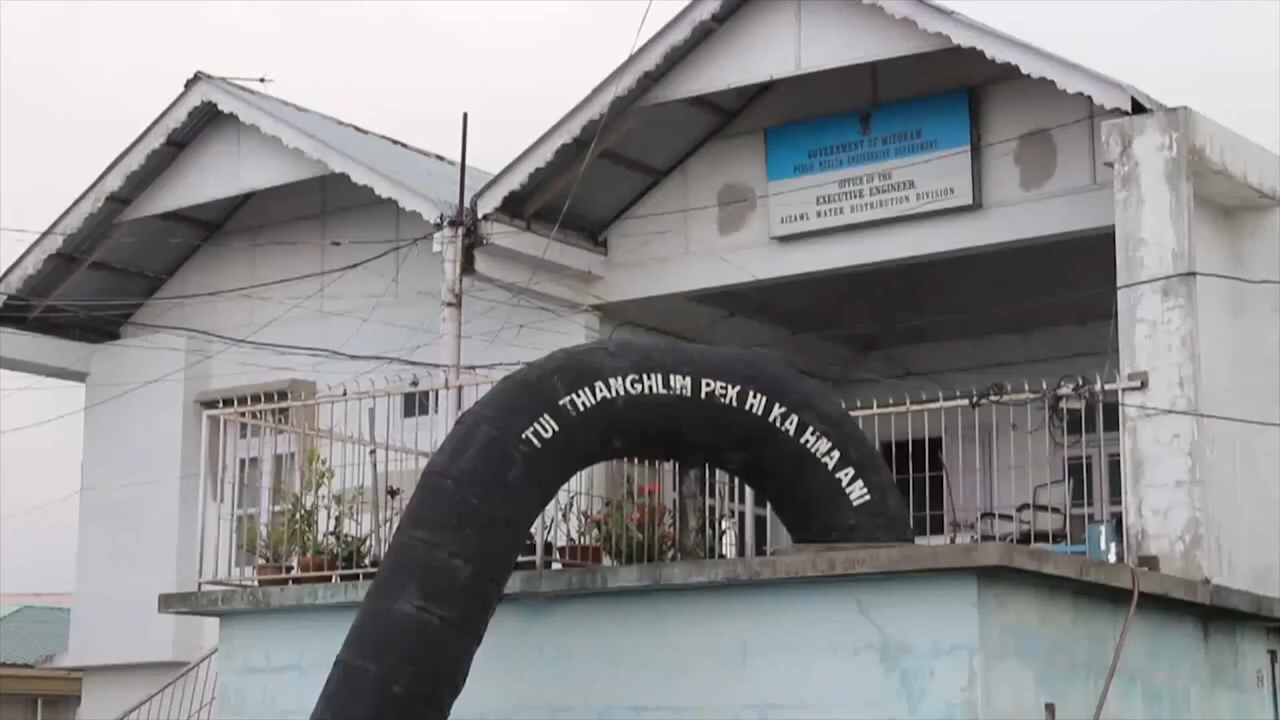 GOVERNMENT OF MIZORAM
PUBLIC HEALTH ENGINEERING DEPARTMENT
OFFICE OF THE
EXECUTIVE ENGINEER
AIZAWL WATER DISTRIBUTION DIVISION
TUI THIANGHLIM PEK HI KA HNA ANI